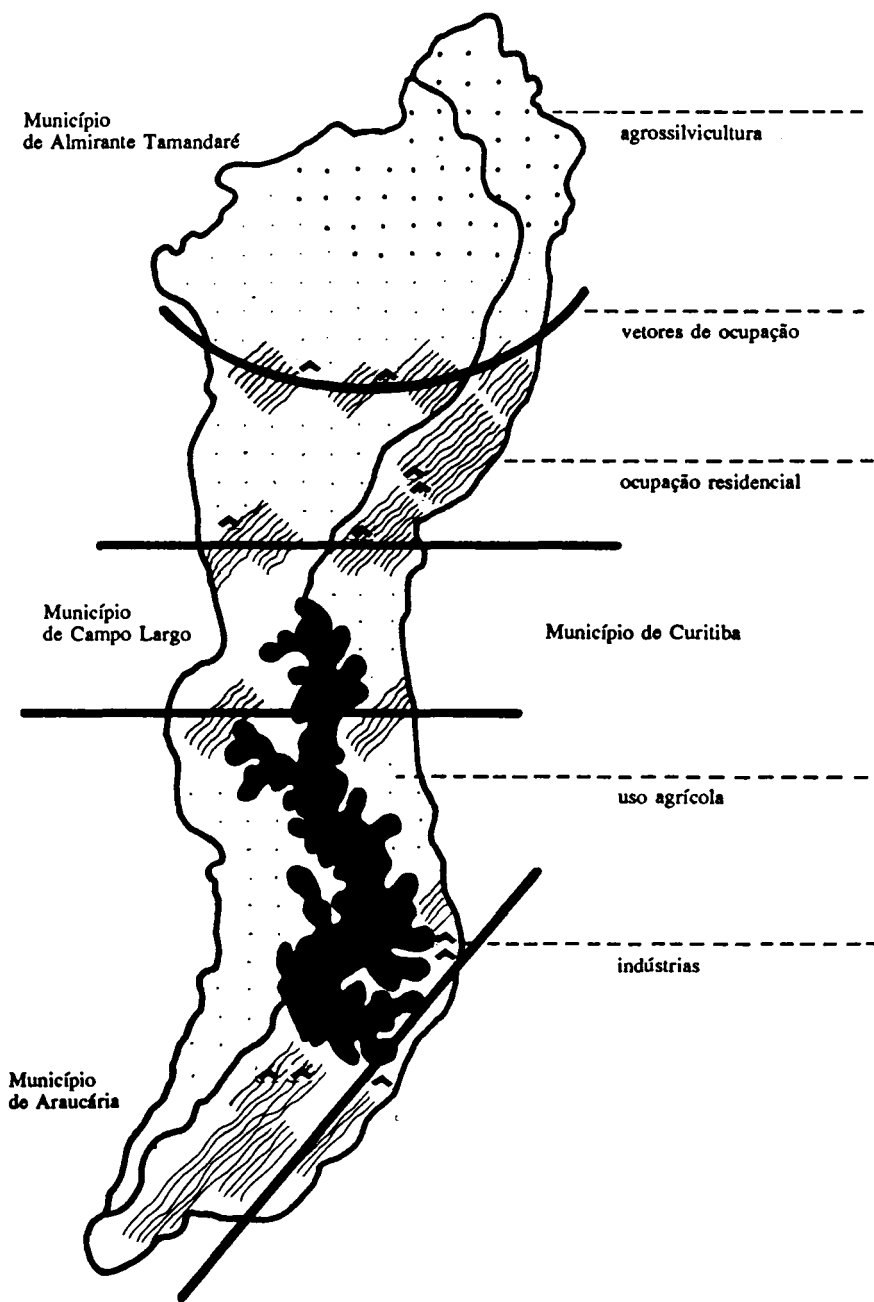 Município
de Almirante Tamandaré
agrossilvicultura
vetores de ocupação
ocupação residencial
Município
de Campo Largo
Município de Curitiba
uso agrícola
indústrias
Município
de Araucária